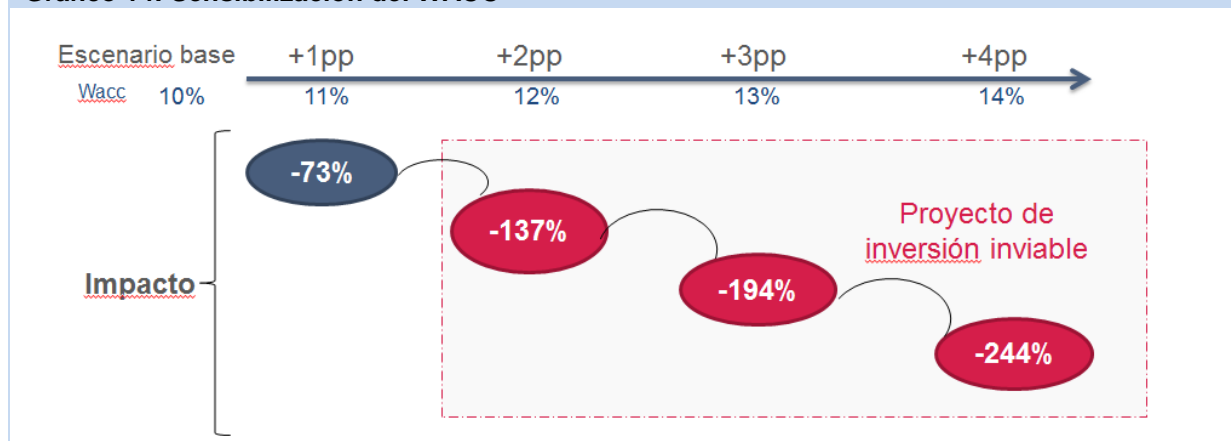 Escenario base +1pp +2pp +3pp +4pp
Wacc 10% 11% 12% 13% 14%
-73%
-137%
Proyecto de
inversión inviable
Impacto
-194%
-244%